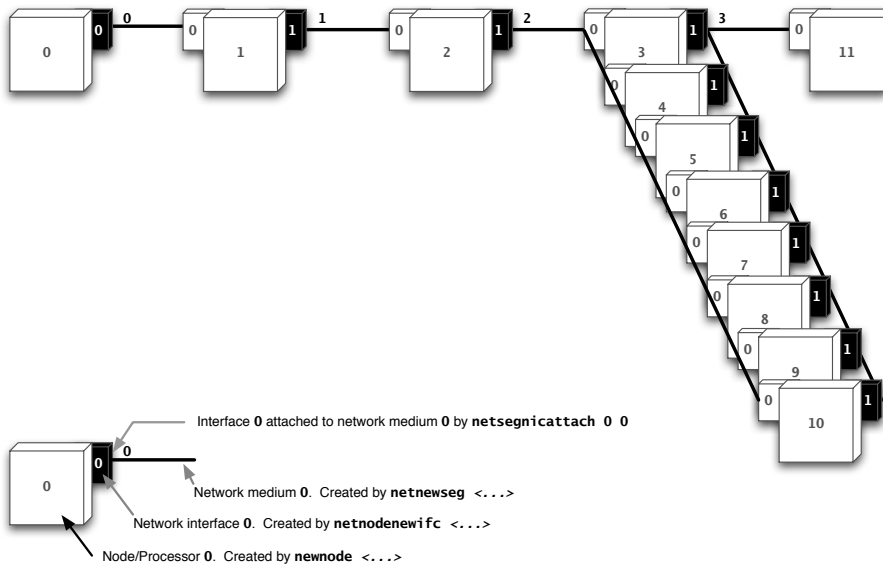 0 0 0 0 1 1 1 0 2 1 2 0 3 1 3 0 11
0 4 1
0 5 1
0 6 1
0 7 1
0 8 1
0 9 1
0 10 1
Interface 0 attached to network medium 0 by netsegnicattach 0 0
0 0 0
Network medium 0. Created by netnewseg <...>
Network interface 0. Created by netnodenewifc <...>
Node/Processor 0. Created by newnode <...>